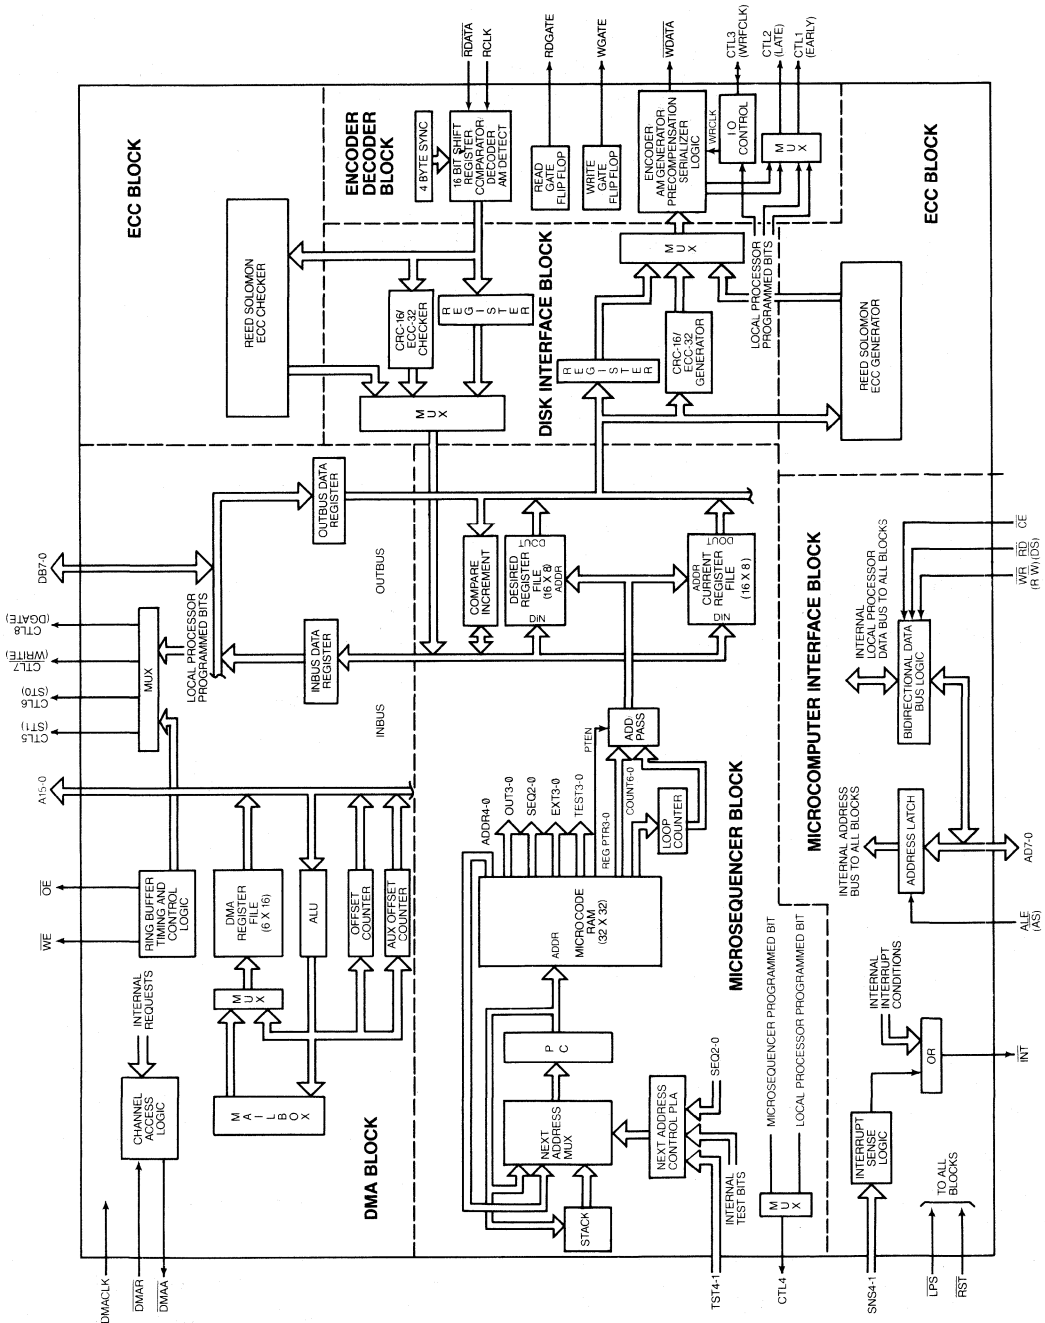 ECC BLOCK
REED SOLOMON
ECC CHECKER
ENCODER
DECODER
BLOCK
4 BYTE SYNC
16 BIT SHIFT
REGISTER
COMPARATOR
DECODER
AM DETECT
RDATA
RCLK
READ
GATE
FLIP FLOP
RDGATE
WRITE
GATE
FLIP FLOP
WGATE
ENCODER
AM GENERATOR
PRECOMPENSATION
SERIALIZER
LOGIC
WDATA
WRCLK
I O
CONTROL
CTL3
(WRFCLK)
CTL2
(LATE)
CTL1
(EARLY)
MUX
ECC BLOCK
DISK INTERFACE BLOCK
CRC-16/
ECC-32
CHECKER
REGISTER
MUX
MUX
REGISTER
CRC-16/
ECC-32
GENERATOR
LOCAL PROCESSOR
PROGRAMMED BITS
REED SOLOMON
ECC GENERATOR
DB7-0
CTL8
(DGATE)
CTL7
(WRITE)
CTL6
(ST0)
CTL5
(ST1)
MUX
LOCAL PROCESSOR
PROGRAMMED BITS
OUTBUS DATA
REGISTER
OUTBUS
INBUS DATA
REGISTER
INBUS
COMPARE
INCREMENT
DOUT
DESIRED
REGISTER
FILE
(16 X 8)
ADDR
DIN
DOUT
ADDR
CURRENT
REGISTER
FILE
(16 X 8)
DIN
A15-0
OE
WE
RING BUFFER
TIMING AND
CONTROL
LOGIC
DMA
REGISTER
FILE
(6 X 16)
ALU
OFFSET
COUNTER
AUX OFFSET
COUNTER
MUX
MAILBOX
INTERNAL
REQUESTS
CHANNEL
ACCESS
LOGIC
DMA BLOCK
DMACLK
DMAR
DMAA
ADDR4-0
OUT3-0
SEQ2-0
EXT3-0
TEST3-0
PTEN
REG PTR3-0
COUNT6-0
ADD
PASS
LOOP
COUNTER
ADDR
MICROCODE
RAM
(32 X 32)
PC
NEXT
ADDRESS
MUX
STACK
NEXT ADDRESS
CONTROL PLA
SEQ2-0
INTERNAL
TEST BITS
TST4-1
MICROSEQUENCER BLOCK
MICROSEQUENCER PROGRAMMED BIT
LOCAL PROCESSOR PROGRAMMED BIT
MUX
CTL4
MICROCOMPUTER INTERFACE BLOCK
INTERNAL
LOCAL PROCESSOR
DATA BUS TO ALL BLOCKS
BIDIRECTIONAL DATA
BUS LOGIC
CE
RD
(DS)
WR
(R W)
INTERNAL ADDRESS
BUS TO ALL BLOCKS
ADDRESS LATCH
AD7-0
ALE
(AS)
INTERNAL
INTERRUPT
CONDITIONS
OR
INT
INTERRUPT
SENSE
LOGIC
SNS4-1
TO ALL
BLOCKS
LPS
RST